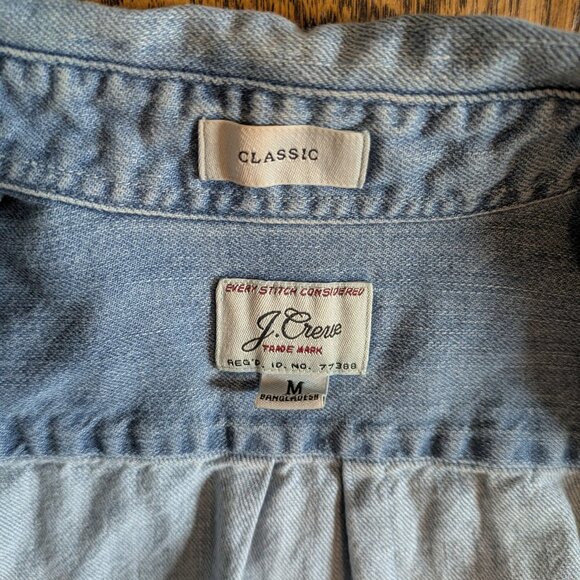 CLASSIC
EVERY STITCH CONSIDERED
J.Crew
TRADE MARK
REG'D. ID. NO. 77388
M
BANGLADESH